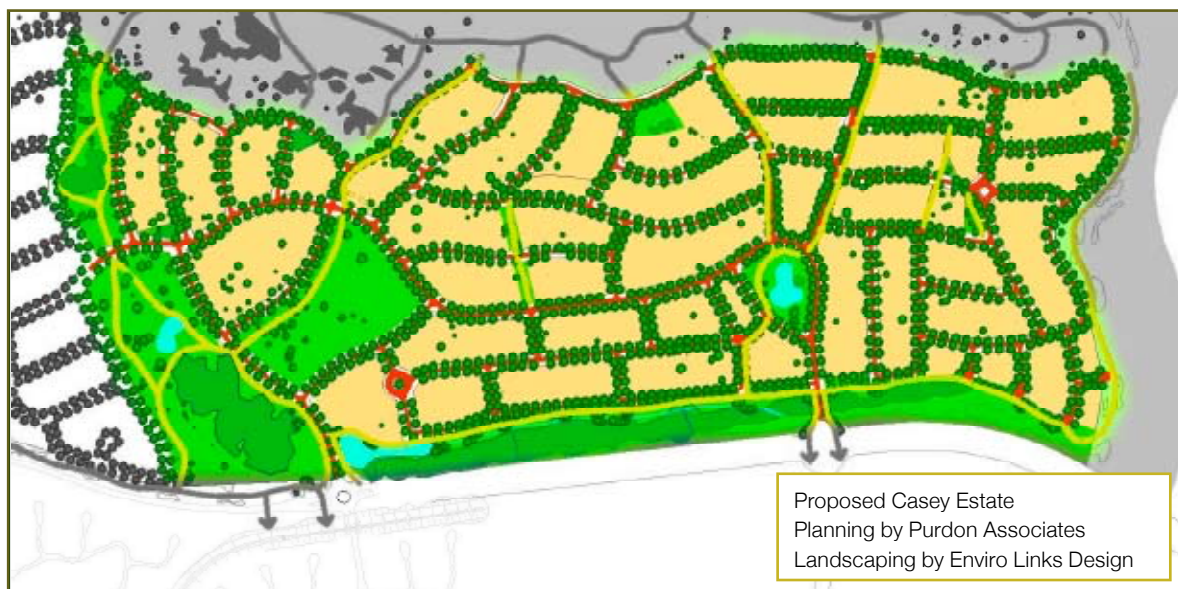 Proposed Casey Estate
Planning by Purdon Associates
Landscaping by Enviro Links Design